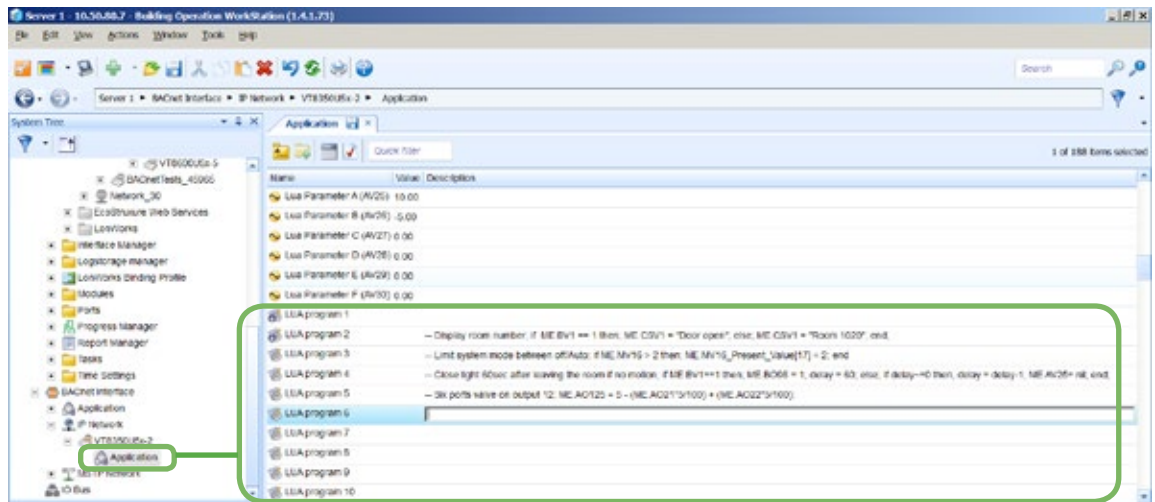 Server 1 - 10.50.80.7 - Building Operation WorkStation (1.4.1.73)
File Edit View Actions Window Tools Help
Search
Server 1 BACnet Interface IP Network VT8350U5x-2 Application
System Tree
Application
Quick filter
1 of 288 items selected
VT8600U5x-5
BACnetTests_45065
Network_30
EcoStruxure Web Services
LonWorks
Interface Manager
Logstorage manager
LonWorks Binding Profile
Modules
Ports
Progress Manager
Report Manager
Tasks
Time Settings
BACnet Interface
Application
IP Network
VT8350U5x-2
Application
MS-TP Network
IO Bus
Name Value Description
Lua Parameter A (AV25) 10.00
Lua Parameter B (AV26) -5.00
Lua Parameter C (AV27) 0.00
Lua Parameter D (AV28) 0.00
Lua Parameter E (AV29) 0.00
Lua Parameter F (AV30) 0.00
LUA program 1
LUA program 2 -- Display room number; if ME.BV1 == 1 then; ME.CSV1 = "Door open"; else; ME.CSV1 = "Room 1020"; end;
LUA program 3 -- Limit system mode between off/Auto; if ME.MV16 > 2 then; ME.MV16_Present_Value[17] = 2; end
LUA program 4 -- Close light 60sec after leaving the room if no motion; if ME.BV1==1 then; ME.BO98 = 1; delay = 60; else; if delay~=0 then; delay = delay-1; ME.AV25= nil; end;
LUA program 5 -- Six ports valve on output 12; ME.AO125 = 5 - (ME.AO21*5/100) + (ME.AO22*5/100);
LUA program 6
LUA program 7
LUA program 8
LUA program 9
LUA program 10